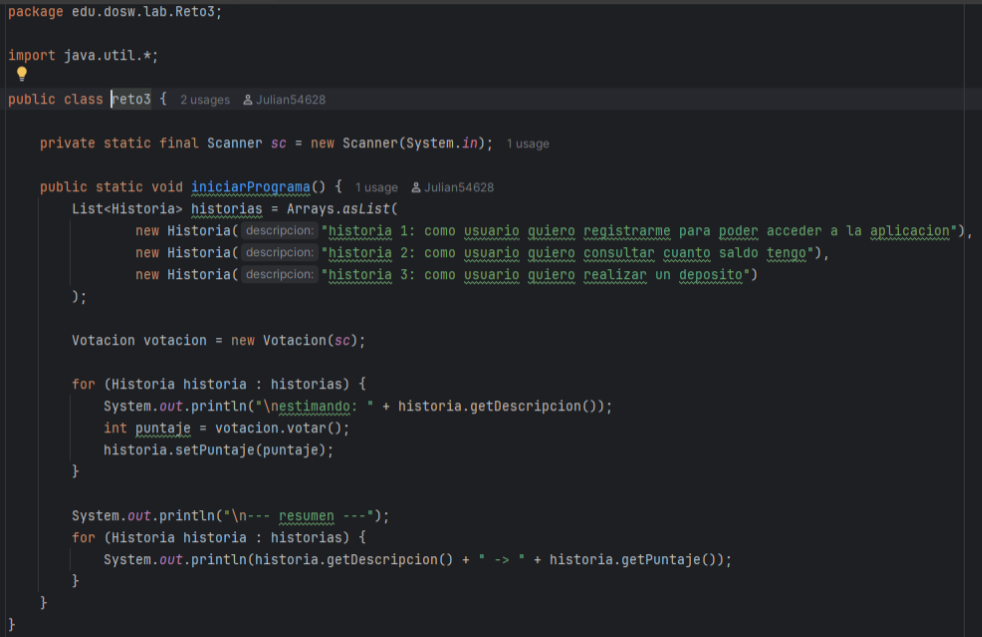 package edu.dosw.lab.Reto3;
import java.util.*;
public class reto3 { 2 usages Julian54628
private static final Scanner sc = new Scanner(System.in); 1 usage
public static void iniciarPrograma() { 1 usage Julian54628
List<Historia> historias = Arrays.asList(
new Historia( descripcion: "historia 1: como usuario quiero registrarme para poder acceder a la aplicacion"),
new Historia( descripcion: "historia 2: como usuario quiero consultar cuanto saldo tengo"),
new Historia( descripcion: "historia 3: como usuario quiero realizar un deposito")
);
Votacion votacion = new Votacion(sc);
for (Historia historia : historias) {
System.out.println("\nestimando: " + historia.getDescripcion());
int puntaje = votacion.votar();
historia.setPuntaje(puntaje);
}
System.out.println("\n--- resumen ---");
for (Historia historia : historias) {
System.out.println(historia.getDescripcion() + " -> " + historia.getPuntaje());
}
}
}